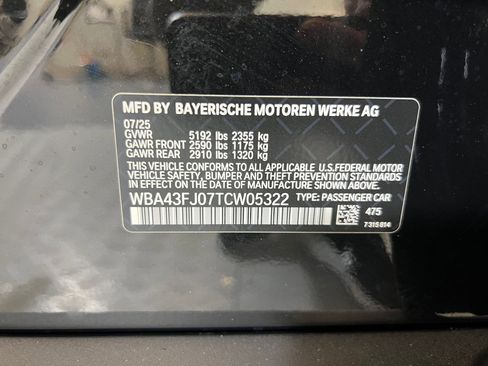 MFD BY BAYERISCHE MOTOREN WERKE AG
07/25
GVWR 5192 lbs 2355 kg
GAWR FRONT 2590 lbs 1175 kg
GAWR REAR 2910 lbs 1320 kg
THIS VEHICLE CONFORMS TO ALL APPLICABLE U.S.FEDERAL MOTOR
VEHICLE SAFETY, BUMPER, AND THEFT PREVENTION STANDARDS
IN EFFECT ON THE DATE OF MANUFACTURE SHOWN ABOVE.
WBA43FJ07TCW05322 TYPE: PASSENGER CAR
475
7315814